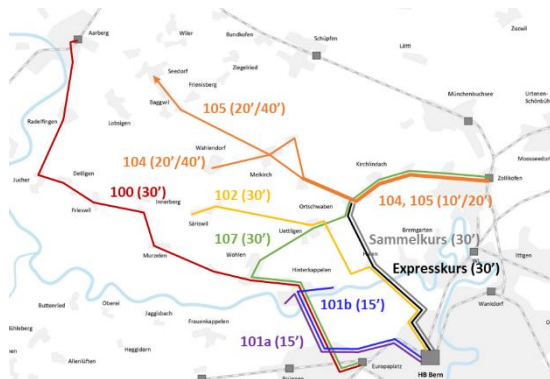 Aarberg
Wiler
Bundkofen
Schüpfen
Lätti
Zuzwil
Seedorf
Frienisberg
Ziegelried
Baggwil
Münchenbuchsee
Urtenen-
Schönbühl
Radelfingen
Lobsigen
105 (20'/40')
Wahlendorf
Moosseedorf
104 (20'/40')
Meikirch
Kirchlindach
Zollikofen
Jucher
Detligen
100 (30')
Innerberg
102 (30')
Ortschwaben
104, 105 (10'/20')
Frieswil
Säriswil
Uettligen
Bremgarten
Sammelkurs (30')
107 (30')
Murzelen
Wohlen
Ittigen
Hinterkappelen
Expresskurs (30')
Buttenried
Oberei
Jaggisbach
Frauenkappelen
101b (15')
Wankdorf
Mühleberg
Heggidorn
101a (15')
Allenlüften
Europaplatz
HB Bern